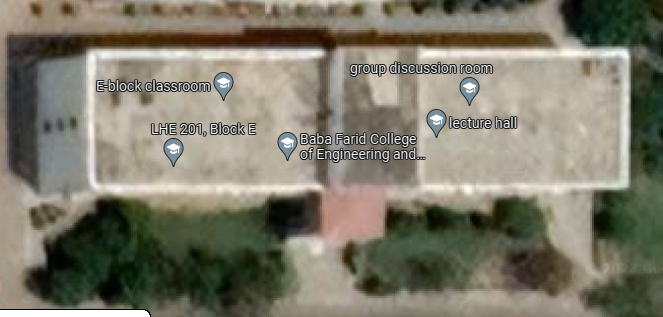 group discussion room
E-block classroom
lecture hall
LHE 201, Block E
Baba Farid College
of Engineering and...